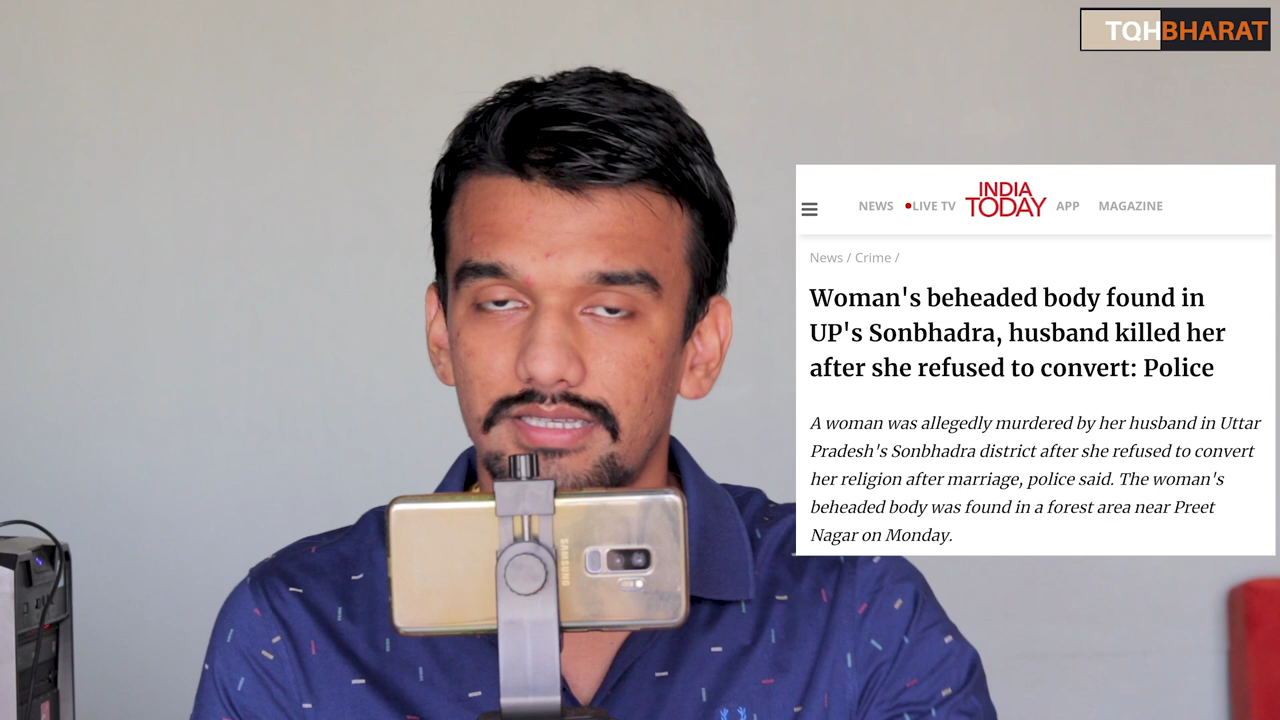 TQHBHARAT
INDIA
TODAY
NEWS
LIVE TV
APP
MAGAZINE
News / Crime /
Woman's beheaded body found in
UP's Sonbhadra, husband killed her
after she refused to convert: Police
A woman was allegedly murdered by her husband in Uttar
Pradesh's Sonbhadra district after she refused to convert
her religion after marriage, police said. The woman's
beheaded body was found in a forest area near Preet
Nagar on Monday.
SAMSUNG